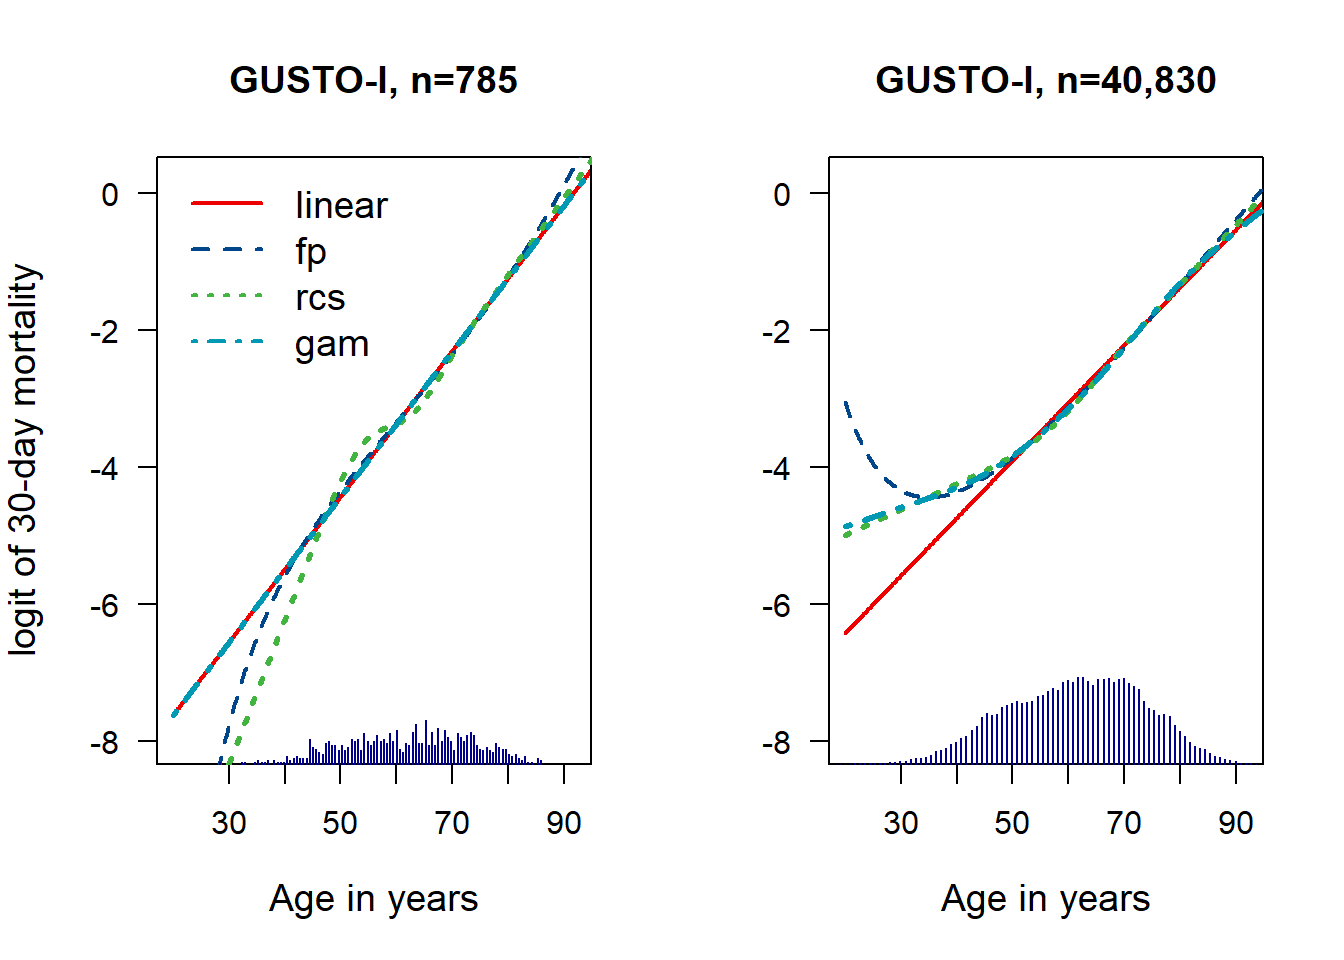 GUSTO-I, n=785
logit of 30-day mortality
0
-2
-4
-6
-8
linear
fp
rcs
gam
30
50
70
90
Age in years
GUSTO-I, n=40,830
0
-2
-4
-6
-8
30
50
70
90
Age in years